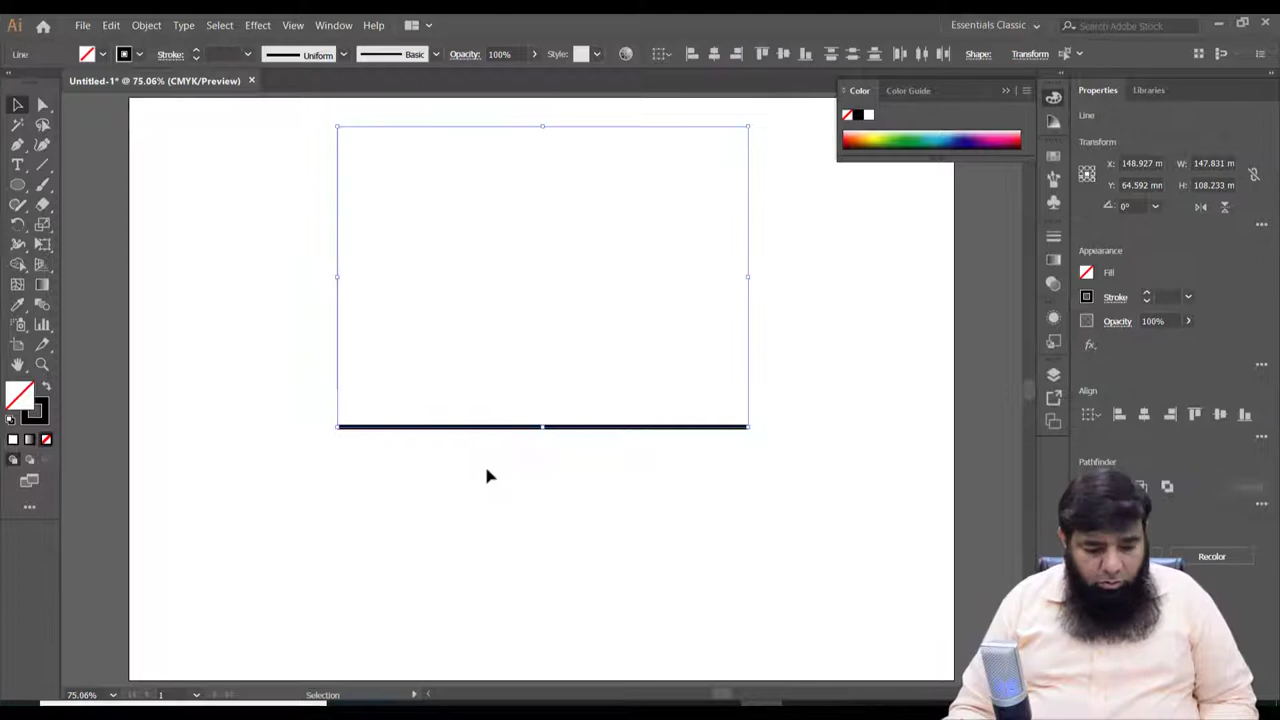 Ai File Edit Object Type Select Effect View Window Help Essentials Classic Search Adobe Stock
Line Stroke: Uniform Basic Opacity: 100% Style: Shape: Transform
Untitled-1* @ 75.06% (CMYK/Preview) ×
Color Color Guide
Properties Libraries
Line
Transform
X: 148.927 m W: 147.831 m
Y: 64.592 mn H: 108.233 m
0°
Appearance
Fill
Stroke
Opacity 100%
fx.
Align
Pathfinder
Recolor
75.06% 1 Selection